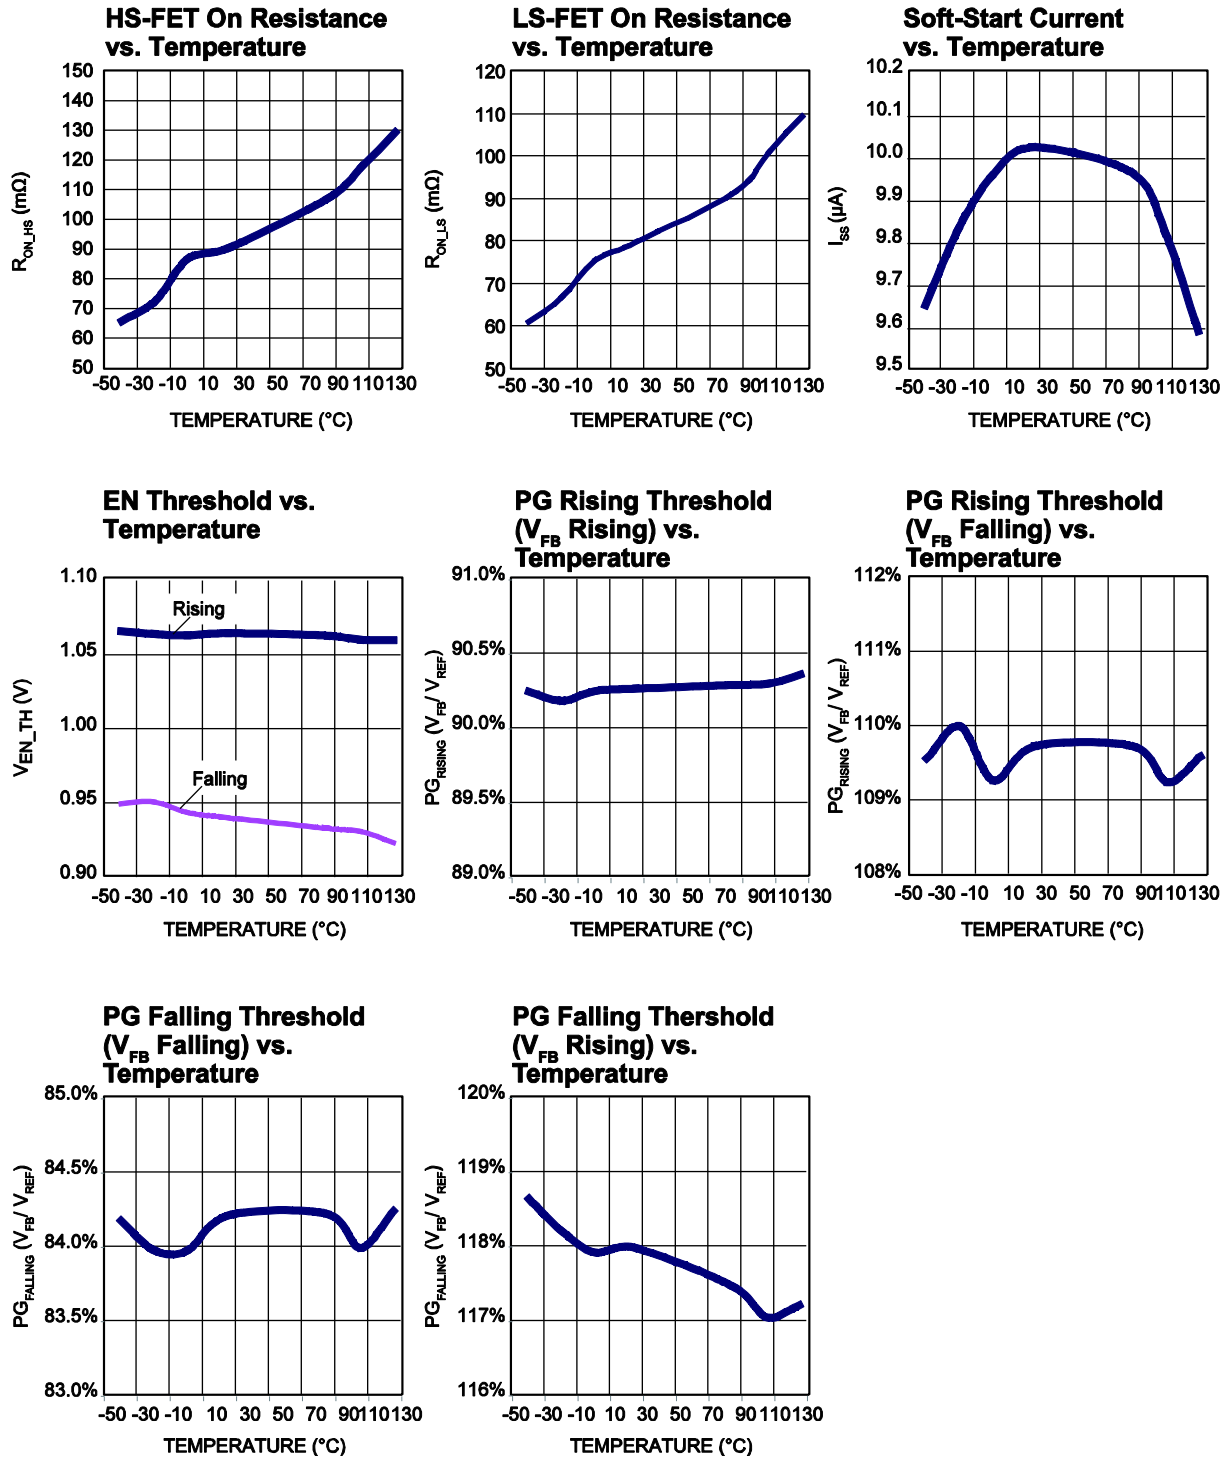 HS-FET On Resistance
vs. Temperature
150
140
130
120
110
100
90
80
70
60
50
RON_HS (mΩ)
-50 -30 -10 10 30 50 70 90 110 130
TEMPERATURE (°C)
LS-FET On Resistance
vs. Temperature
120
110
100
90
80
70
60
50
RON_LS (mΩ)
-50 -30 -10 10 30 50 70 90 110 130
TEMPERATURE (°C)
Soft-Start Current
vs. Temperature
10.2
10.1
10.0
9.9
9.8
9.7
9.6
9.5
ISS (µA)
-50 -30 -10 10 30 50 70 90 110 130
TEMPERATURE (°C)
EN Threshold vs.
Temperature
1.10
1.05
1.00
0.95
0.90
VEN_TH (V)
Rising
Falling
-50 -30 -10 10 30 50 70 90 110 130
TEMPERATURE (°C)
PG Rising Threshold
(VFB Rising) vs.
Temperature
91.0%
90.5%
90.0%
89.5%
89.0%
PGRISING (VFB/ VREF)
-50 -30 -10 10 30 50 70 90 110 130
TEMPERATURE (°C)
PG Rising Threshold
(VFB Falling) vs.
Temperature
112%
111%
110%
109%
108%
PGRISING (VFB/ VREF)
-50 -30 -10 10 30 50 70 90 110 130
TEMPERATURE (°C)
PG Falling Threshold
(VFB Falling) vs.
Temperature
85.0%
84.5%
84.0%
83.5%
83.0%
PGFALLING (VFB/ VREF)
-50 -30 -10 10 30 50 70 90 110 130
TEMPERATURE (°C)
PG Falling Thershold
(VFB Rising) vs.
Temperature
120%
119%
118%
117%
116%
PGFALLING (VFB/ VREF)
-50 -30 -10 10 30 50 70 90 110 130
TEMPERATURE (°C)